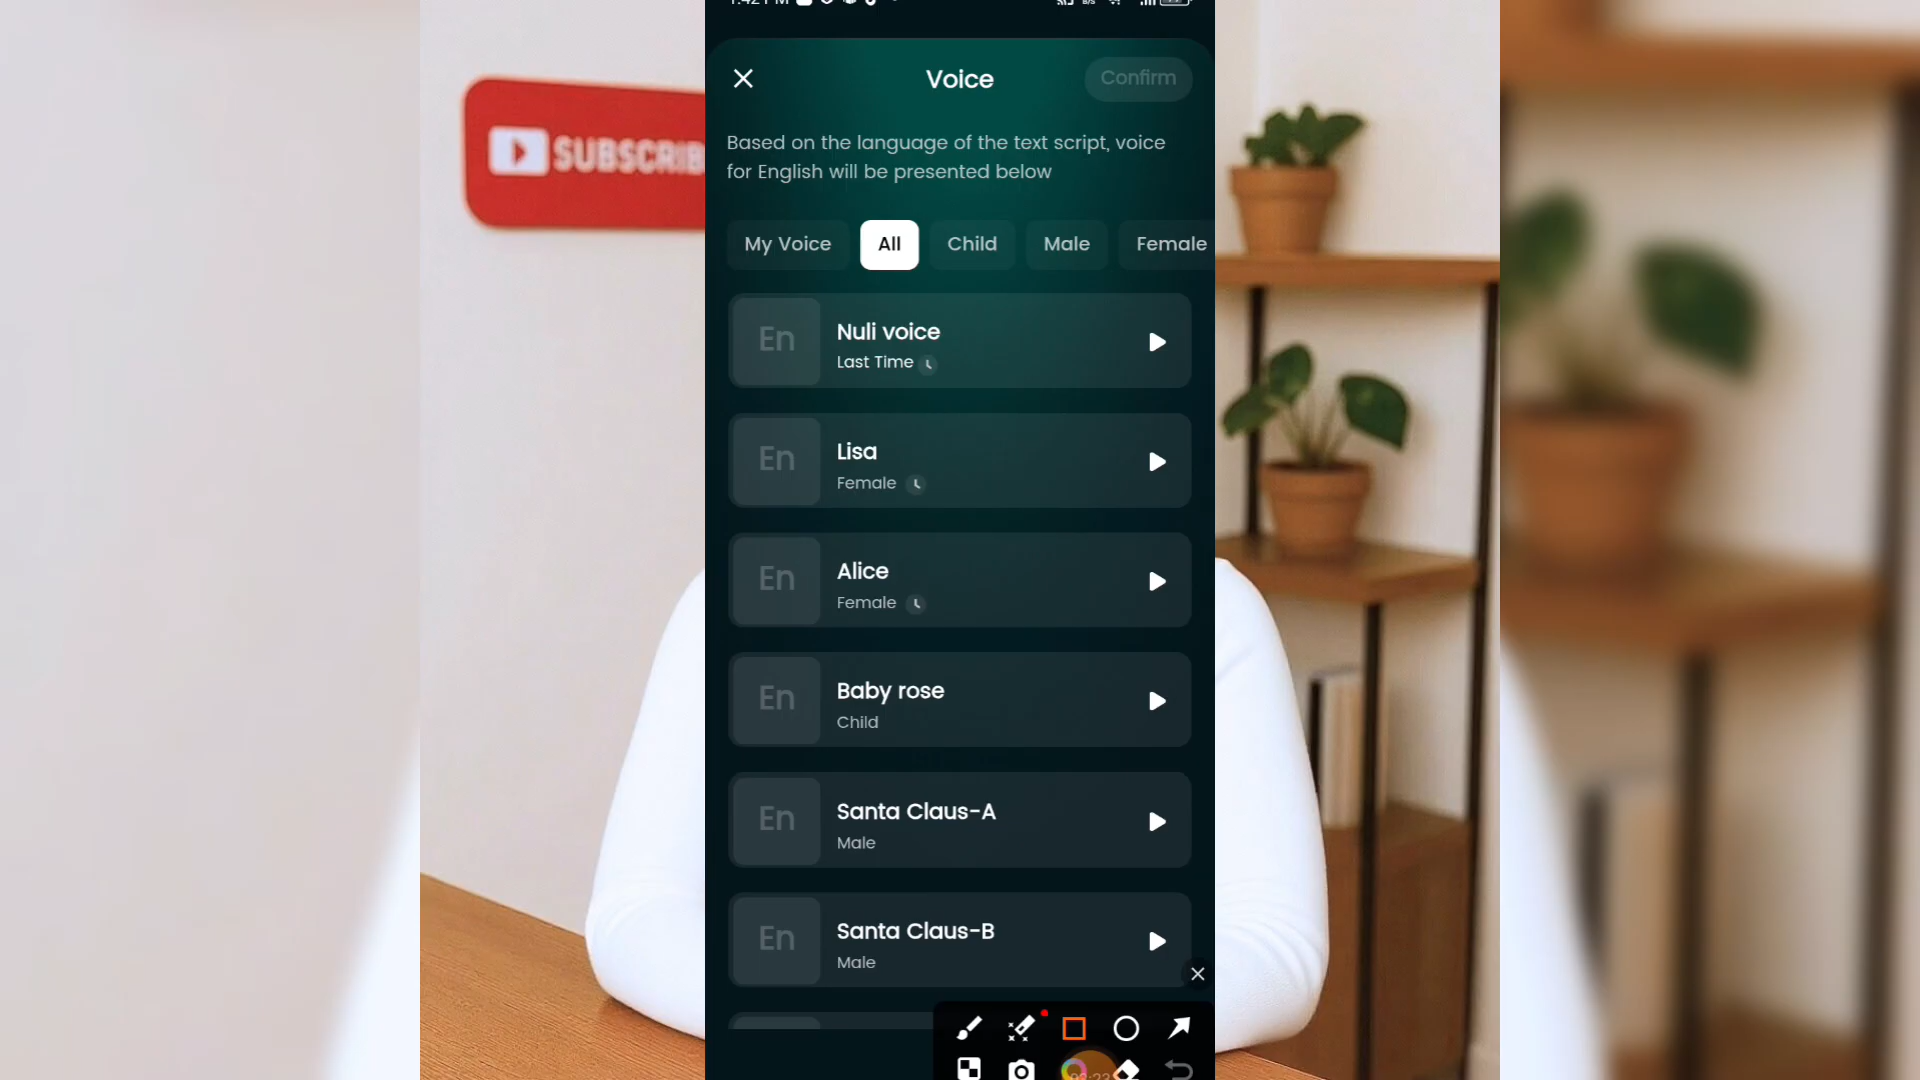 SUBSCRIB
Voice
Confirm
Based on the language of the text script, voice
for English will be presented below
My Voice
All
Child
Male
Female
En
Nuli voice
Last Time
En
Lisa
Female
En
Alice
Female
En
Baby rose
Child
En
Santa Claus-A
Male
En
Santa Claus-B
Male